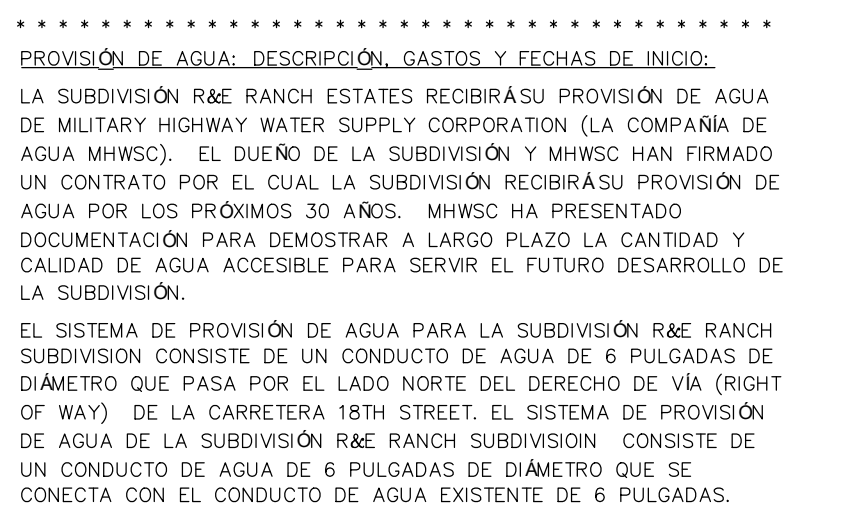 * * * * * * * * * * * * * * * * * * * * * * * * * * * * * * * * * *
PROVISIÓN DE AGUA: DESCRIPCIÓN, GASTOS Y FECHAS DE INICIO:
LA SUBDIVISIÓN R&E RANCH ESTATES RECIBIRÁ SU PROVISIÓN DE AGUA
DE MILITARY HIGHWAY WATER SUPPLY CORPORATION (LA COMPAÑÍA DE
AGUA MHWSC). EL DUEÑO DE LA SUBDIVISIÓN Y MHWSC HAN FIRMADO
UN CONTRATO POR EL CUAL LA SUBDIVISIÓN RECIBIRÁ SU PROVISIÓN DE
AGUA POR LOS PRÓXIMOS 30 AÑOS. MHWSC HA PRESENTADO
DOCUMENTACIÓN PARA DEMOSTRAR A LARGO PLAZO LA CANTIDAD Y
CALIDAD DE AGUA ACCESIBLE PARA SERVIR EL FUTURO DESARROLLO DE
LA SUBDIVISIÓN.
EL SISTEMA DE PROVISIÓN DE AGUA PARA LA SUBDIVISIÓN R&E RANCH
SUBDIVISION CONSISTE DE UN CONDUCTO DE AGUA DE 6 PULGADAS DE
DIÁMETRO QUE PASA POR EL LADO NORTE DEL DERECHO DE VÍA (RIGHT
OF WAY) DE LA CARRETERA 18TH STREET. EL SISTEMA DE PROVISIÓN
DE AGUA DE LA SUBDIVISIÓN R&E RANCH SUBDIVISIOIN CONSISTE DE
UN CONDUCTO DE AGUA DE 6 PULGADAS DE DIÁMETRO QUE SE
CONECTA CON EL CONDUCTO DE AGUA EXISTENTE DE 6 PULGADAS.